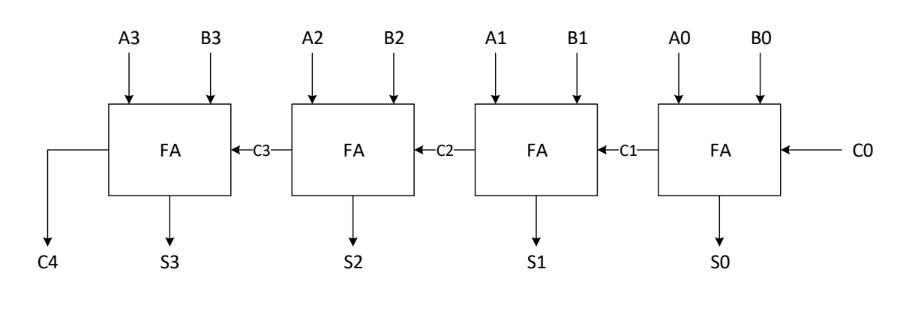 A3 B3 A2 B2 A1 B1 A0 B0
FA C3 FA C2 FA C1 FA C0
C4 S3 S2 S1 S0